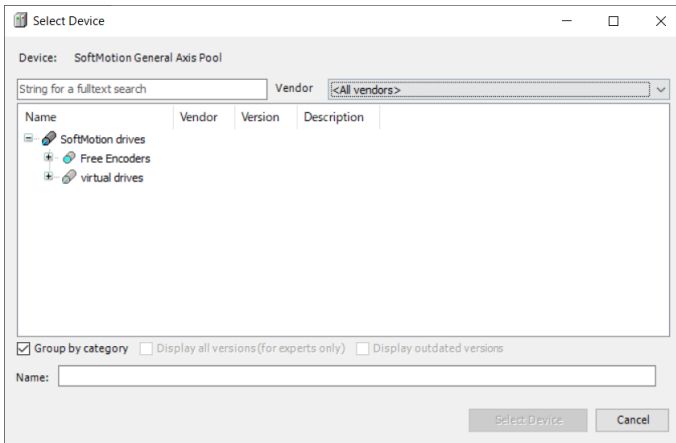 Select Device
Device: SoftMotion General Axis Pool
String for a fulltext search Vendor <All vendors>
Name Vendor Version Description
SoftMotion drives
Free Encoders
virtual drives
Group by category Display all versions (for experts only) Display outdated versions
Name:
Select Device Cancel